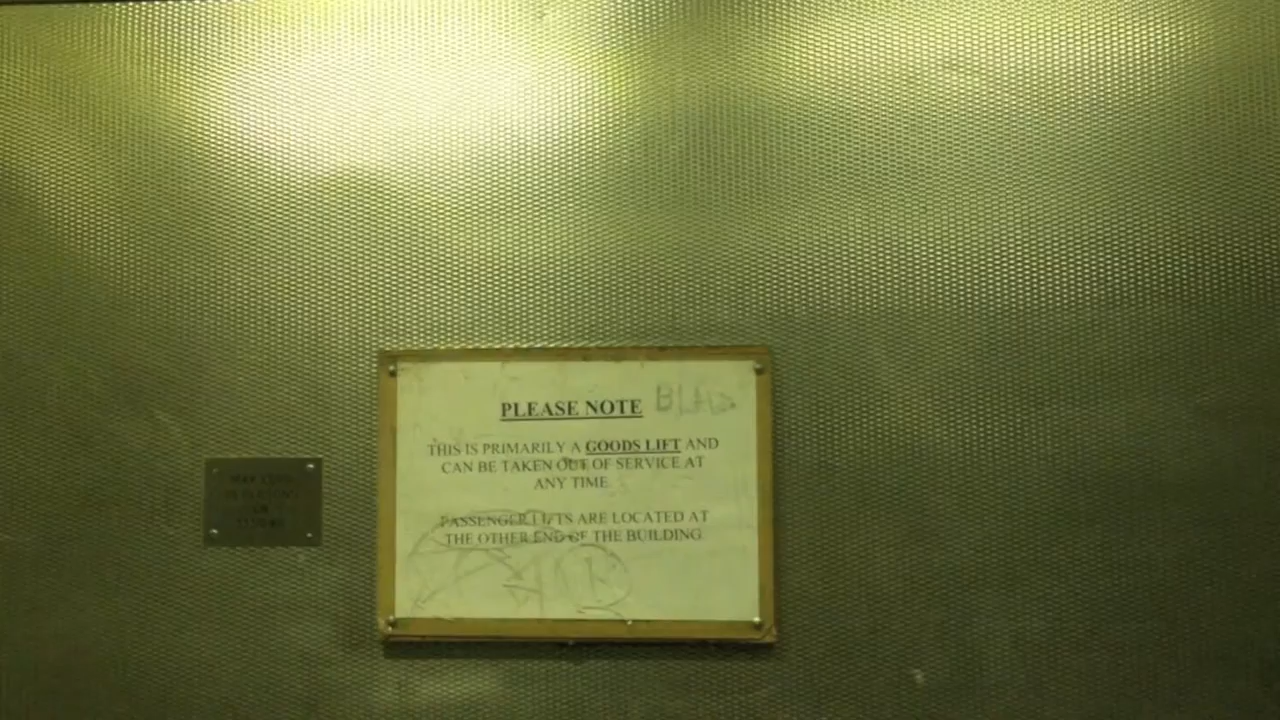 PLEASE NOTE
THIS IS PRIMARILY A GOODS LIFT AND
CAN BE TAKEN OUT OF SERVICE AT
ANY TIME.
PASSENGER LIFTS ARE LOCATED AT
THE OTHER END OF THE BUILDING